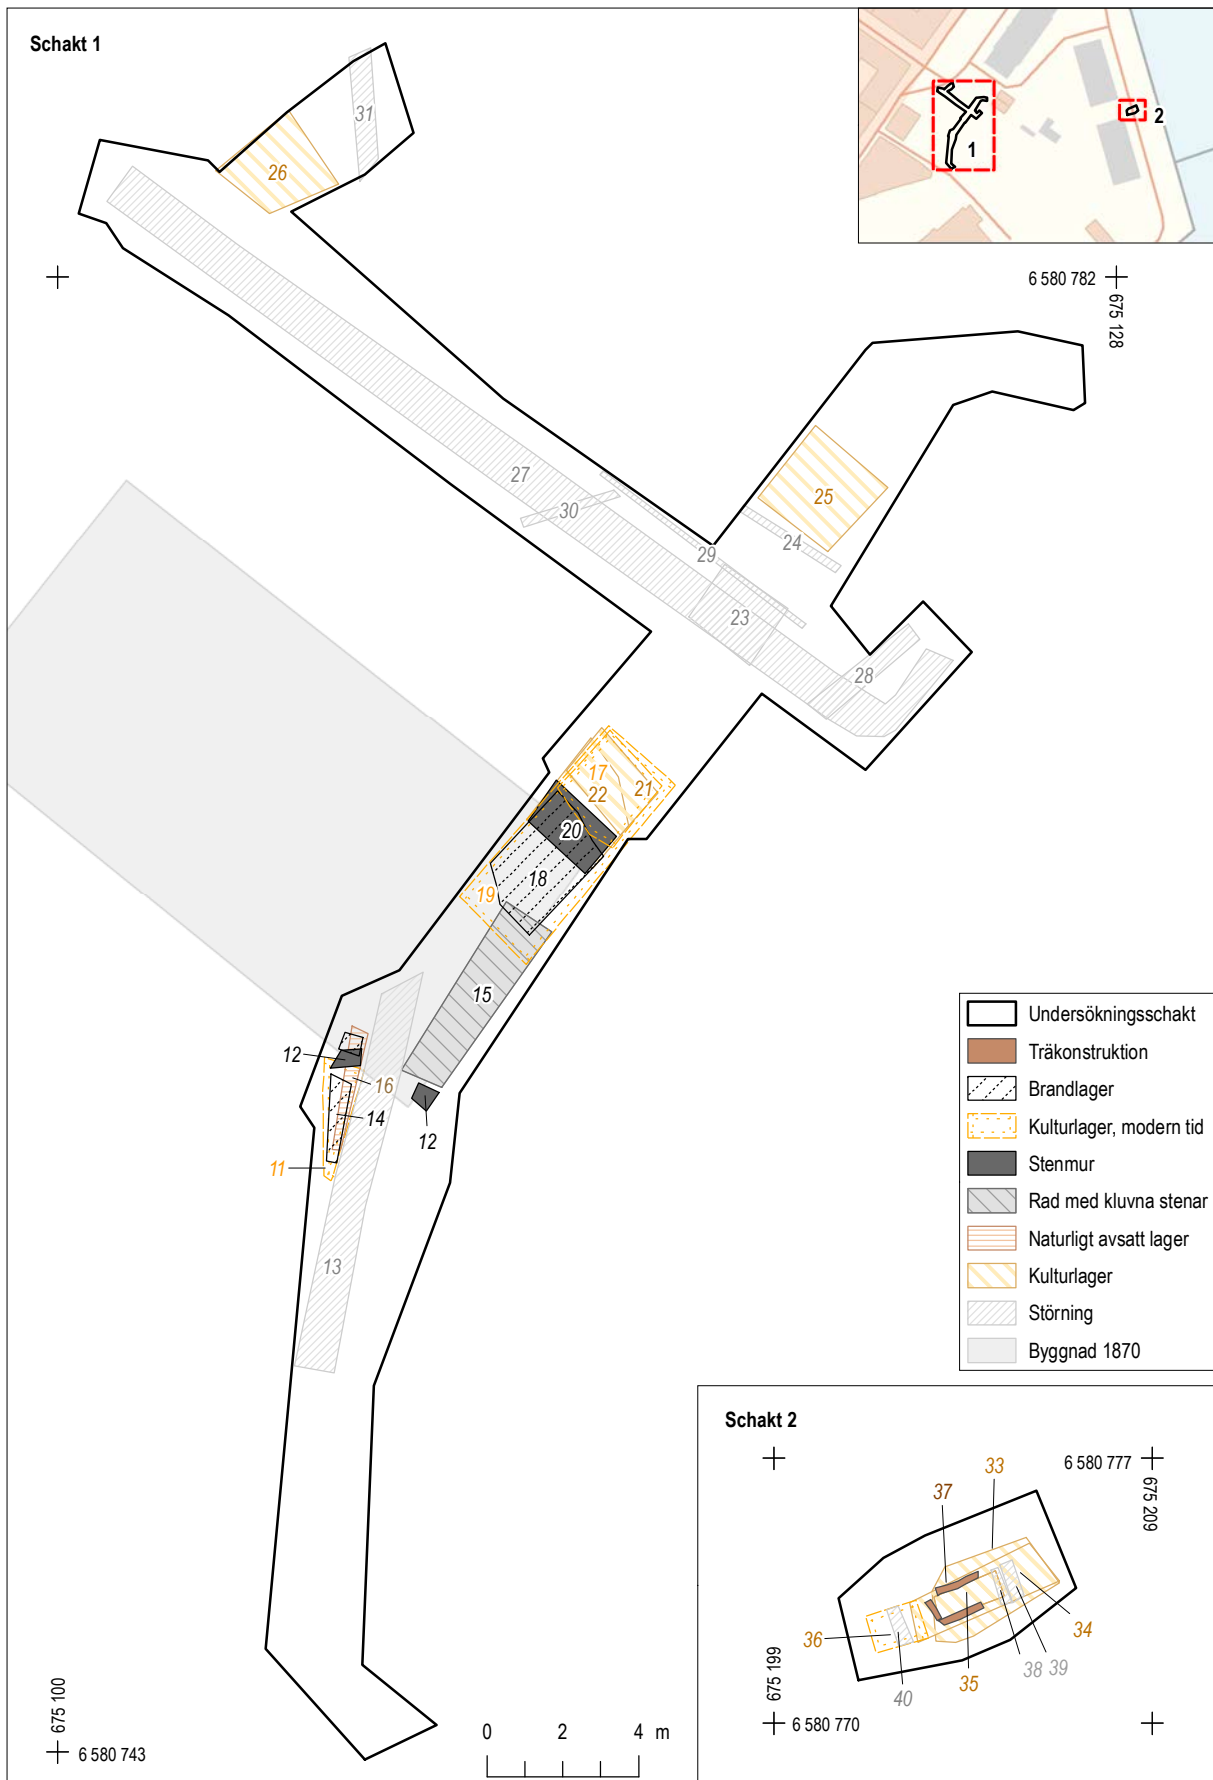 Schakt 1
31
26
1
2
6 580 782
675 128
27
30
25
24
29
23
28
17
22
21
20
18
19
15
12
16
14
12
11
13
Undersökningsschakt
Träkonstruktion
Brandlager
Kulturlager, modern tid
Stenmur
Rad med kluvna stenar
Naturligt avsatt lager
Kulturlager
Störning
Byggnad 1870
Schakt 2
6 580 777
675 209
33
37
36
34
38 39
35
40
675 199
6 580 770
675 100
6 580 743
0 2 4 m